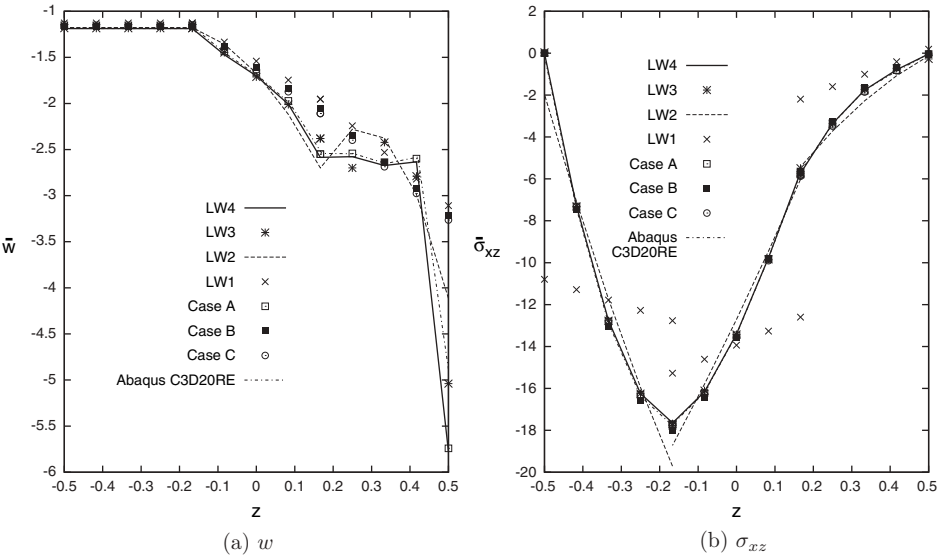 -1
-1.5
-2
-2.5
-3
-3.5
-4
-4.5
-5
-5.5
-6
w̄
LW4
LW3
LW2
LW1
Case A
Case B
Case C
Abaqus C3D20RE
-0.5 -0.4 -0.3 -0.2 -0.1 0 0.1 0.2 0.3 0.4 0.5
z
(a) w
2
0
-2
-4
-6
-8
-10
-12
-14
-16
-18
-20
σ̄xz
LW4
LW3
LW2
LW1
Case A
Case B
Case C
Abaqus
C3D20RE
-0.5 -0.4 -0.3 -0.2 -0.1 0 0.1 0.2 0.3 0.4 0.5
z
(b) σxz